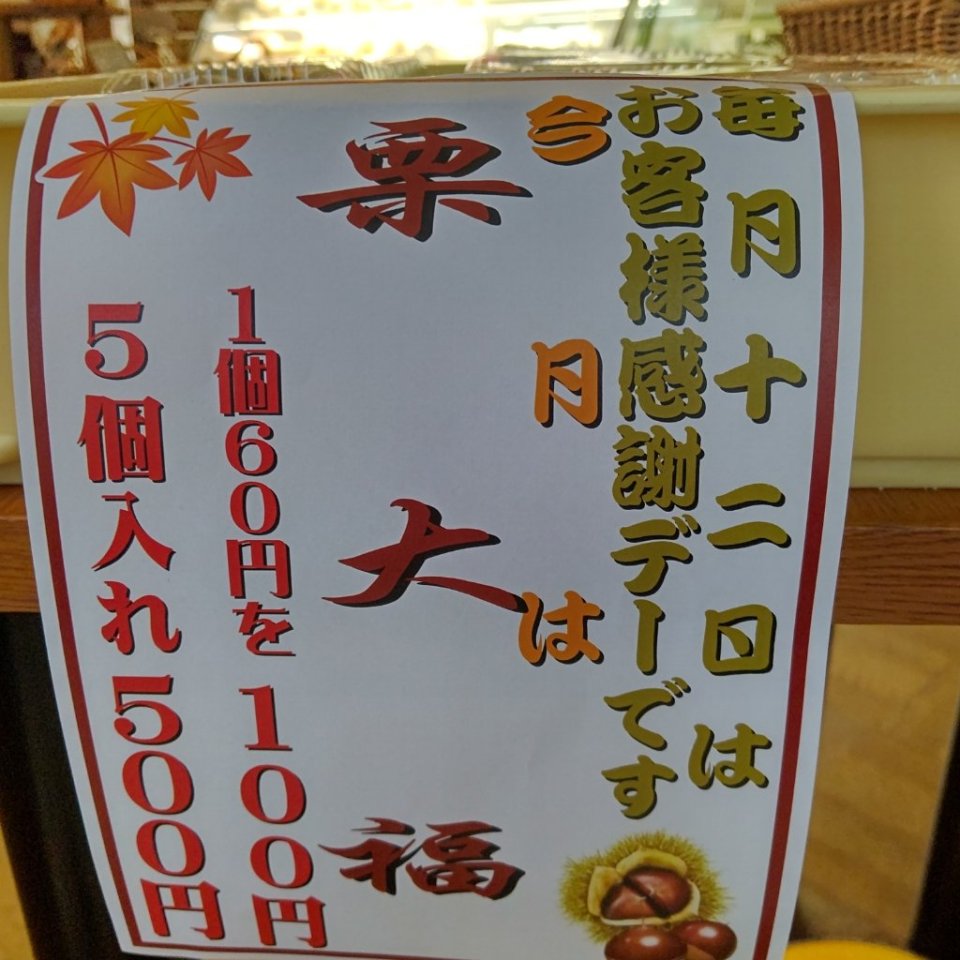 毎月十二日は
お客様感謝デーです
今月は
栗大福
1個60円を100円
5個入れ500円